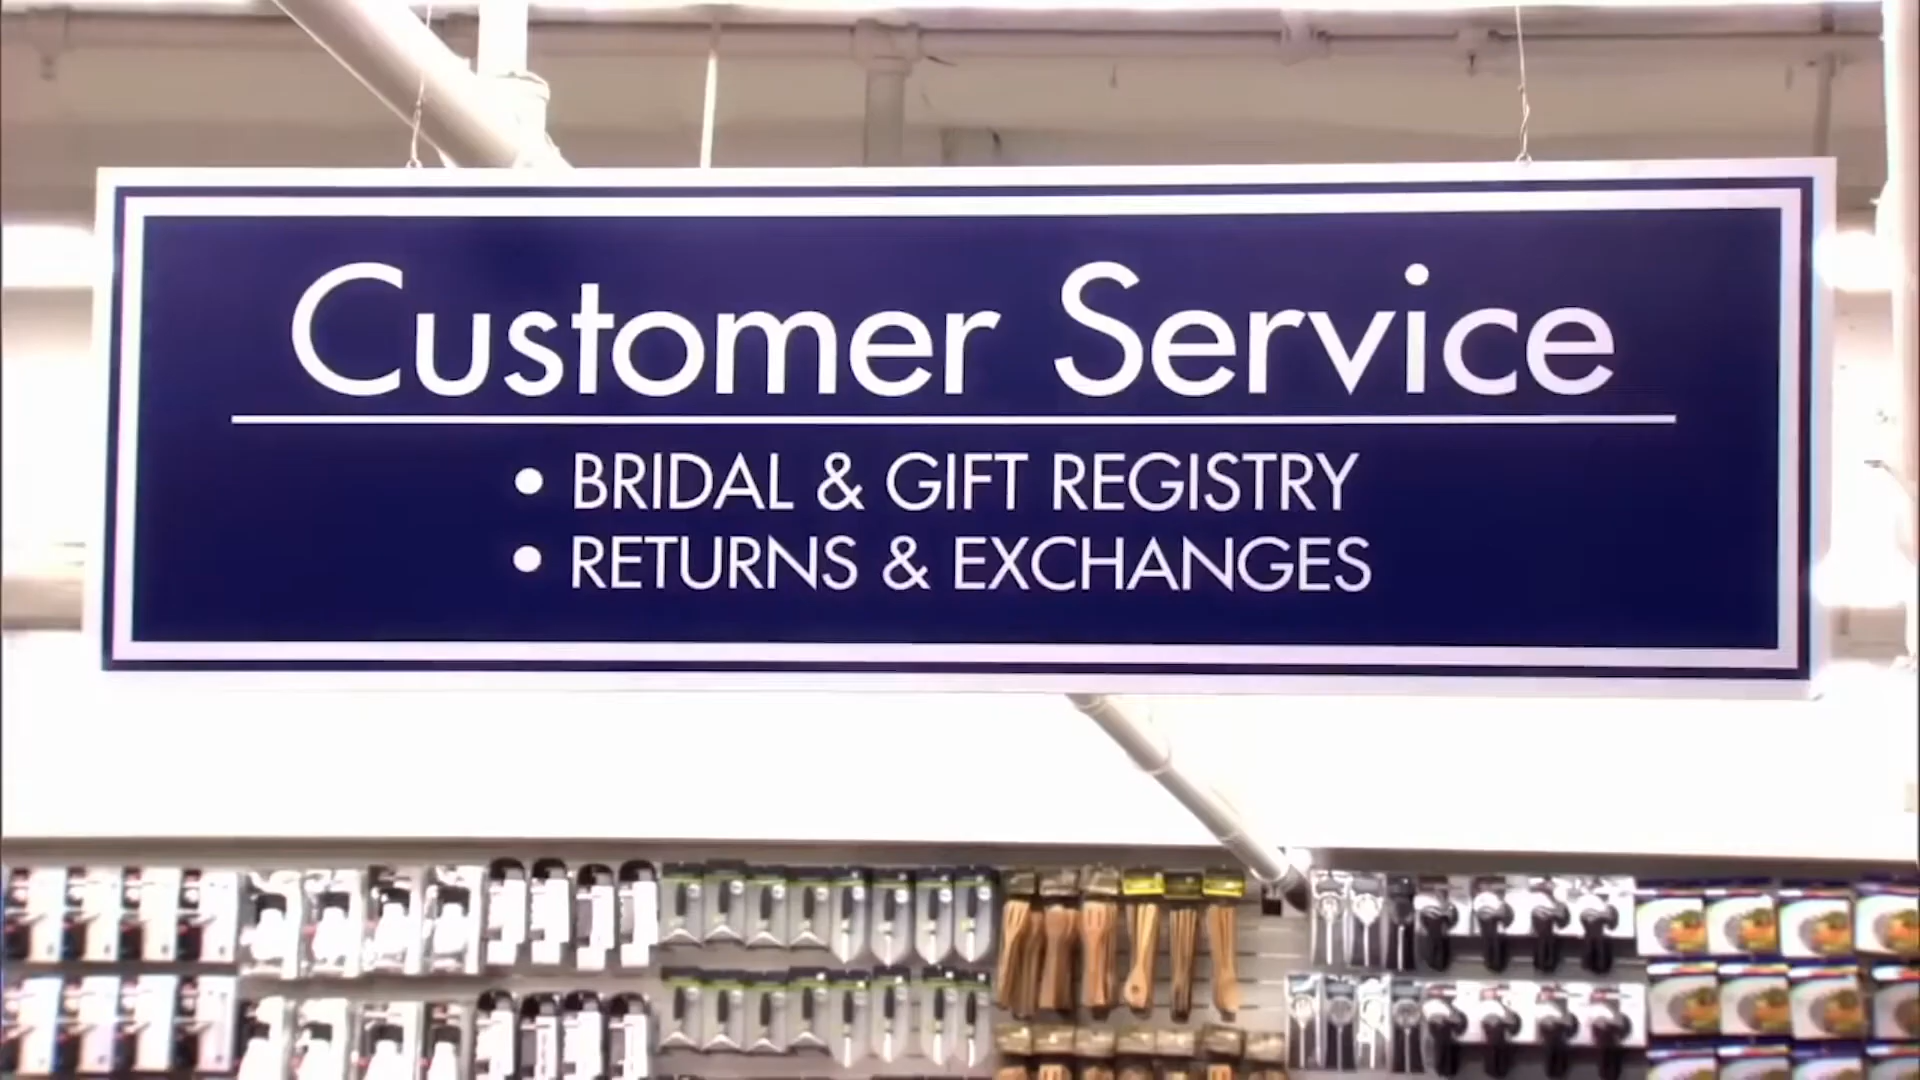 Customer Service
• BRIDAL & GIFT REGISTRY
• RETURNS & EXCHANGES